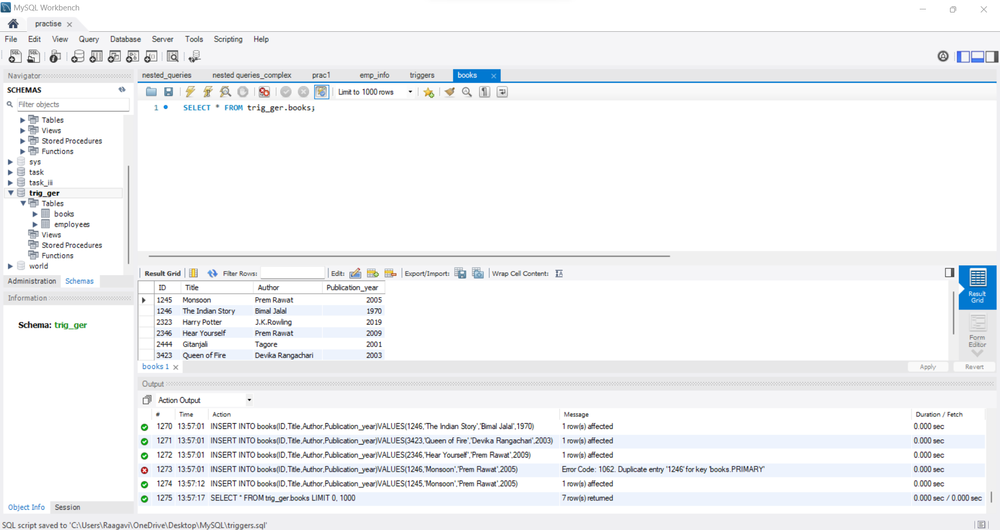 MySQL Workbench
practise
File Edit View Query Database Server Tools Scripting Help
Navigator
SCHEMAS
Filter objects
Tables
Views
Stored Procedures
Functions
sys
task
task_iii
trig_ger
Tables
books
employees
Views
Stored Procedures
Functions
world
Administration Schemas
Information
Schema: trig_ger
Object Info Session
nested_queries nested queries_complex prac1 emp_info triggers books
Limit to 1000 rows
1 SELECT * FROM trig_ger.books;
Result Grid Filter Rows: Edit: Export/Import: Wrap Cell Content:
ID Title Author Publication_year
1245 Monsoon Prem Rawat 2005
1246 The Indian Story Bimal Jalal 1970
2323 Harry Potter J.K.Rowling 2019
2346 Hear Yourself Prem Rawat 2009
2444 Gitanjali Tagore 2001
3423 Queen of Fire Devika Rangachari 2003
Result
Grid
Form
Editor
books 1
Apply Revert
Output
Action Output
# Time Action Message Duration / Fetch
1270 13:57:01 INSERT INTO books(ID,Title,Author,Publication_year)VALUES(1246,'The Indian Story','Bimal Jalal',1970) 1 row(s) affected 0.000 sec
1271 13:57:01 INSERT INTO books(ID,Title,Author,Publication_year)VALUES(3423,'Queen of Fire','Devika Rangachari',2003) 1 row(s) affected 0.000 sec
1272 13:57:01 INSERT INTO books(ID,Title,Author,Publication_year)VALUES(2346,'Hear Yourself','Prem Rawat',2009) 1 row(s) affected 0.000 sec
1273 13:57:01 INSERT INTO books(ID,Title,Author,Publication_year)VALUES(1246,'Monsoon','Prem Rawat',2005) Error Code: 1062. Duplicate entry '1246' for key 'books.PRIMARY' 0.000 sec
1274 13:57:12 INSERT INTO books(ID,Title,Author,Publication_year)VALUES(1245,'Monsoon','Prem Rawat',2005) 1 row(s) affected 0.000 sec
1275 13:57:17 SELECT * FROM trig_ger.books LIMIT 0, 1000 7 row(s) returned 0.000 sec / 0.000 sec
SQL script saved to 'C:\Users\Raagavi\OneDrive\Desktop\MySQL\triggers.sql'